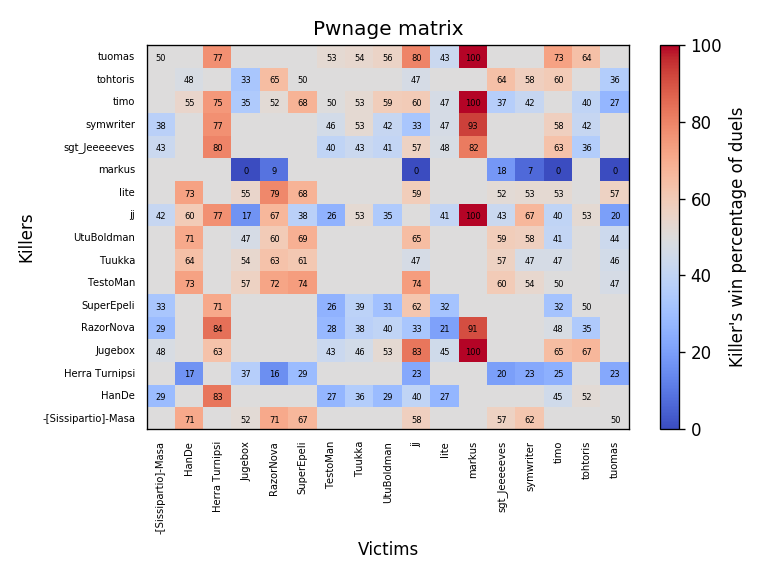 Pwnage matrix
tuomas 50 77 53 54 56 80 43 100 73 64
tohtoris 48 33 65 50 47 64 58 60 36
timo 55 75 35 52 68 50 53 59 60 47 100 37 42 40 27
symwriter 38 77 46 53 42 33 47 93 58 42
sgt_Jeeeeeves 43 80 40 43 41 57 48 82 63 36
markus 0 9 0 18 7 0 0
lite 73 55 79 68 59 52 53 53 57
jj 42 60 77 17 67 38 26 53 35 41 100 43 67 40 53 20
UtuBoldman 71 47 60 69 65 59 58 41 44
Tuukka 64 54 63 61 47 57 47 47 46
TestoMan 73 57 72 74 74 60 54 50 47
SuperEpeli 33 71 26 39 31 62 32 32 50
RazorNova 29 84 28 38 40 33 21 91 48 35
Jugebox 48 63 43 46 53 83 45 100 65 67
Herra Turnipsi 17 37 16 29 23 20 23 25 23
HanDe 29 83 27 36 29 40 27 45 52
-[Sissipartio]-Masa 71 52 71 67 58 57 62 50
Killers
-[Sissipartio]-Masa
HanDe
Herra Turnipsi
Jugebox
RazorNova
SuperEpeli
TestoMan
Tuukka
UtuBoldman
jj
lite
markus
sgt_Jeeeeeves
symwriter
timo
tohtoris
tuomas
Victims
100
80
60
40
20
0
Killer's win percentage of duels